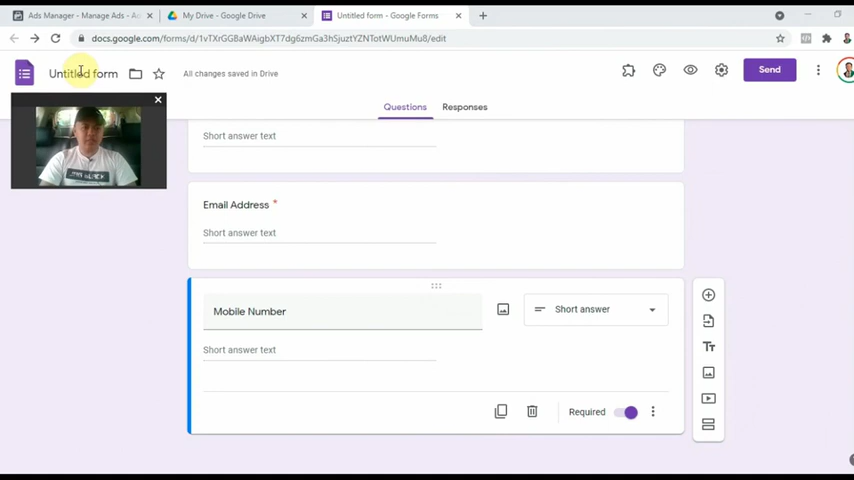 Ads Manager - Manage Ads - Ad
My Drive - Google Drive
Untitled form - Google Forms
docs.google.com/forms/d/1vTXrGGBaWAigbXT7dg6zmGa3hSjuztYZNTotWUmuMu8/edit
Untitled form
All changes saved in Drive
Send
Questions
Responses
Short answer text
Email Address *
Short answer text
Mobile Number
Short answer
Short answer text
Required
Tт